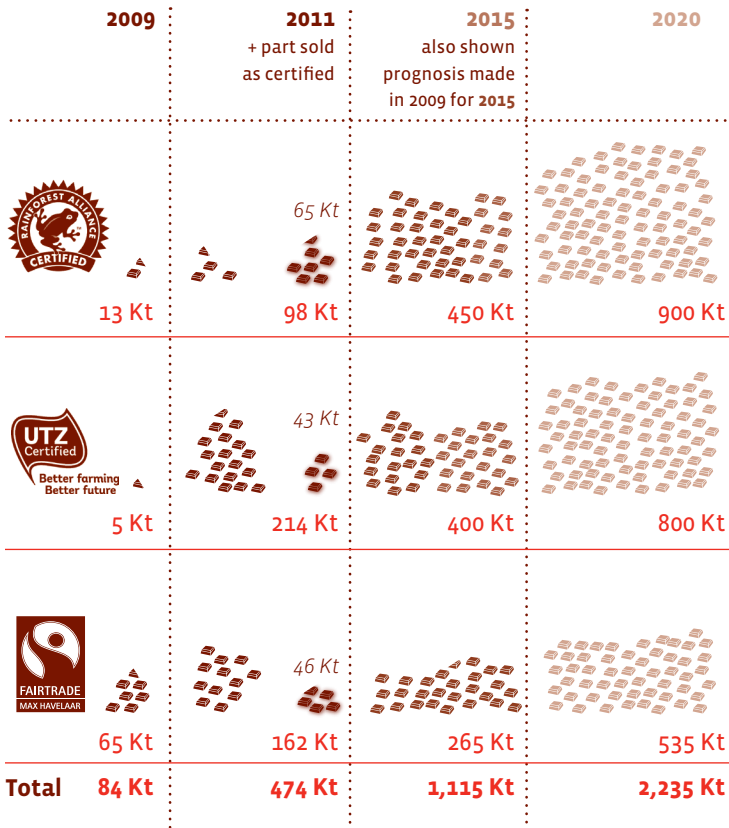 2009
2011
+ part sold
as certified
2015
also shown
prognosis made
in 2009 for 2015
2020
RAINFOREST ALLIANCE
CERTIFIED
TM
65 Kt
13 Kt
98 Kt
450 Kt
900 Kt
UTZ
Certified
Better farming
Better future
43 Kt
5 Kt
214 Kt
400 Kt
800 Kt
FAIRTRADE
MAX HAVELAAR
46 Kt
65 Kt
162 Kt
265 Kt
535 Kt
Total 84 Kt 474 Kt 1,115 Kt 2,235 Kt